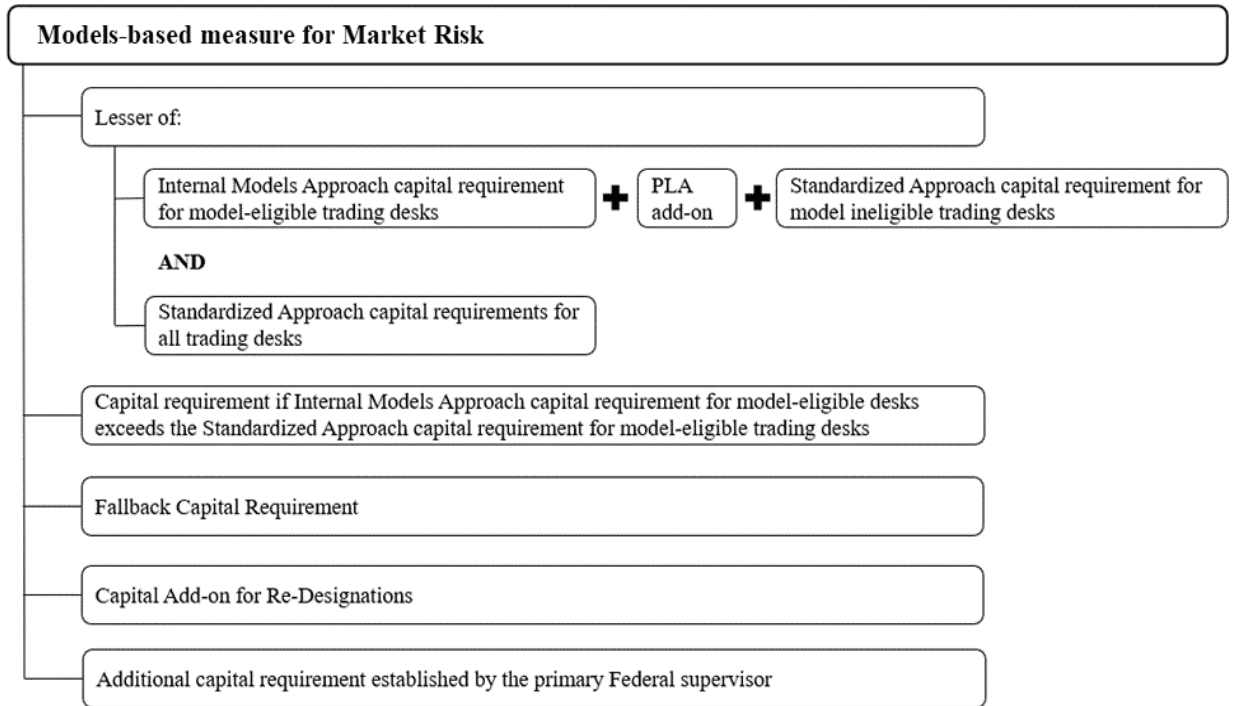 Models-based measure for Market Risk
Lesser of:
Internal Models Approach capital requirement
for model-eligible trading desks
PLA
add-on
Standardized Approach capital requirement for
model ineligible trading desks
AND
Standardized Approach capital requirements for
all trading desks
Capital requirement if Internal Models Approach capital requirement for model-eligible desks
exceeds the Standardized Approach capital requirement for model-eligible trading desks
Fallback Capital Requirement
Capital Add-on for Re-Designations
Additional capital requirement established by the primary Federal supervisor